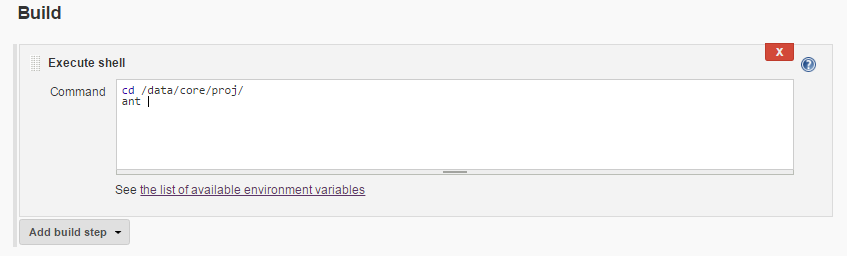 Build
Execute shell
X
?
Command
cd /data/core/proj/
ant
See the list of available environment variables
Add build step